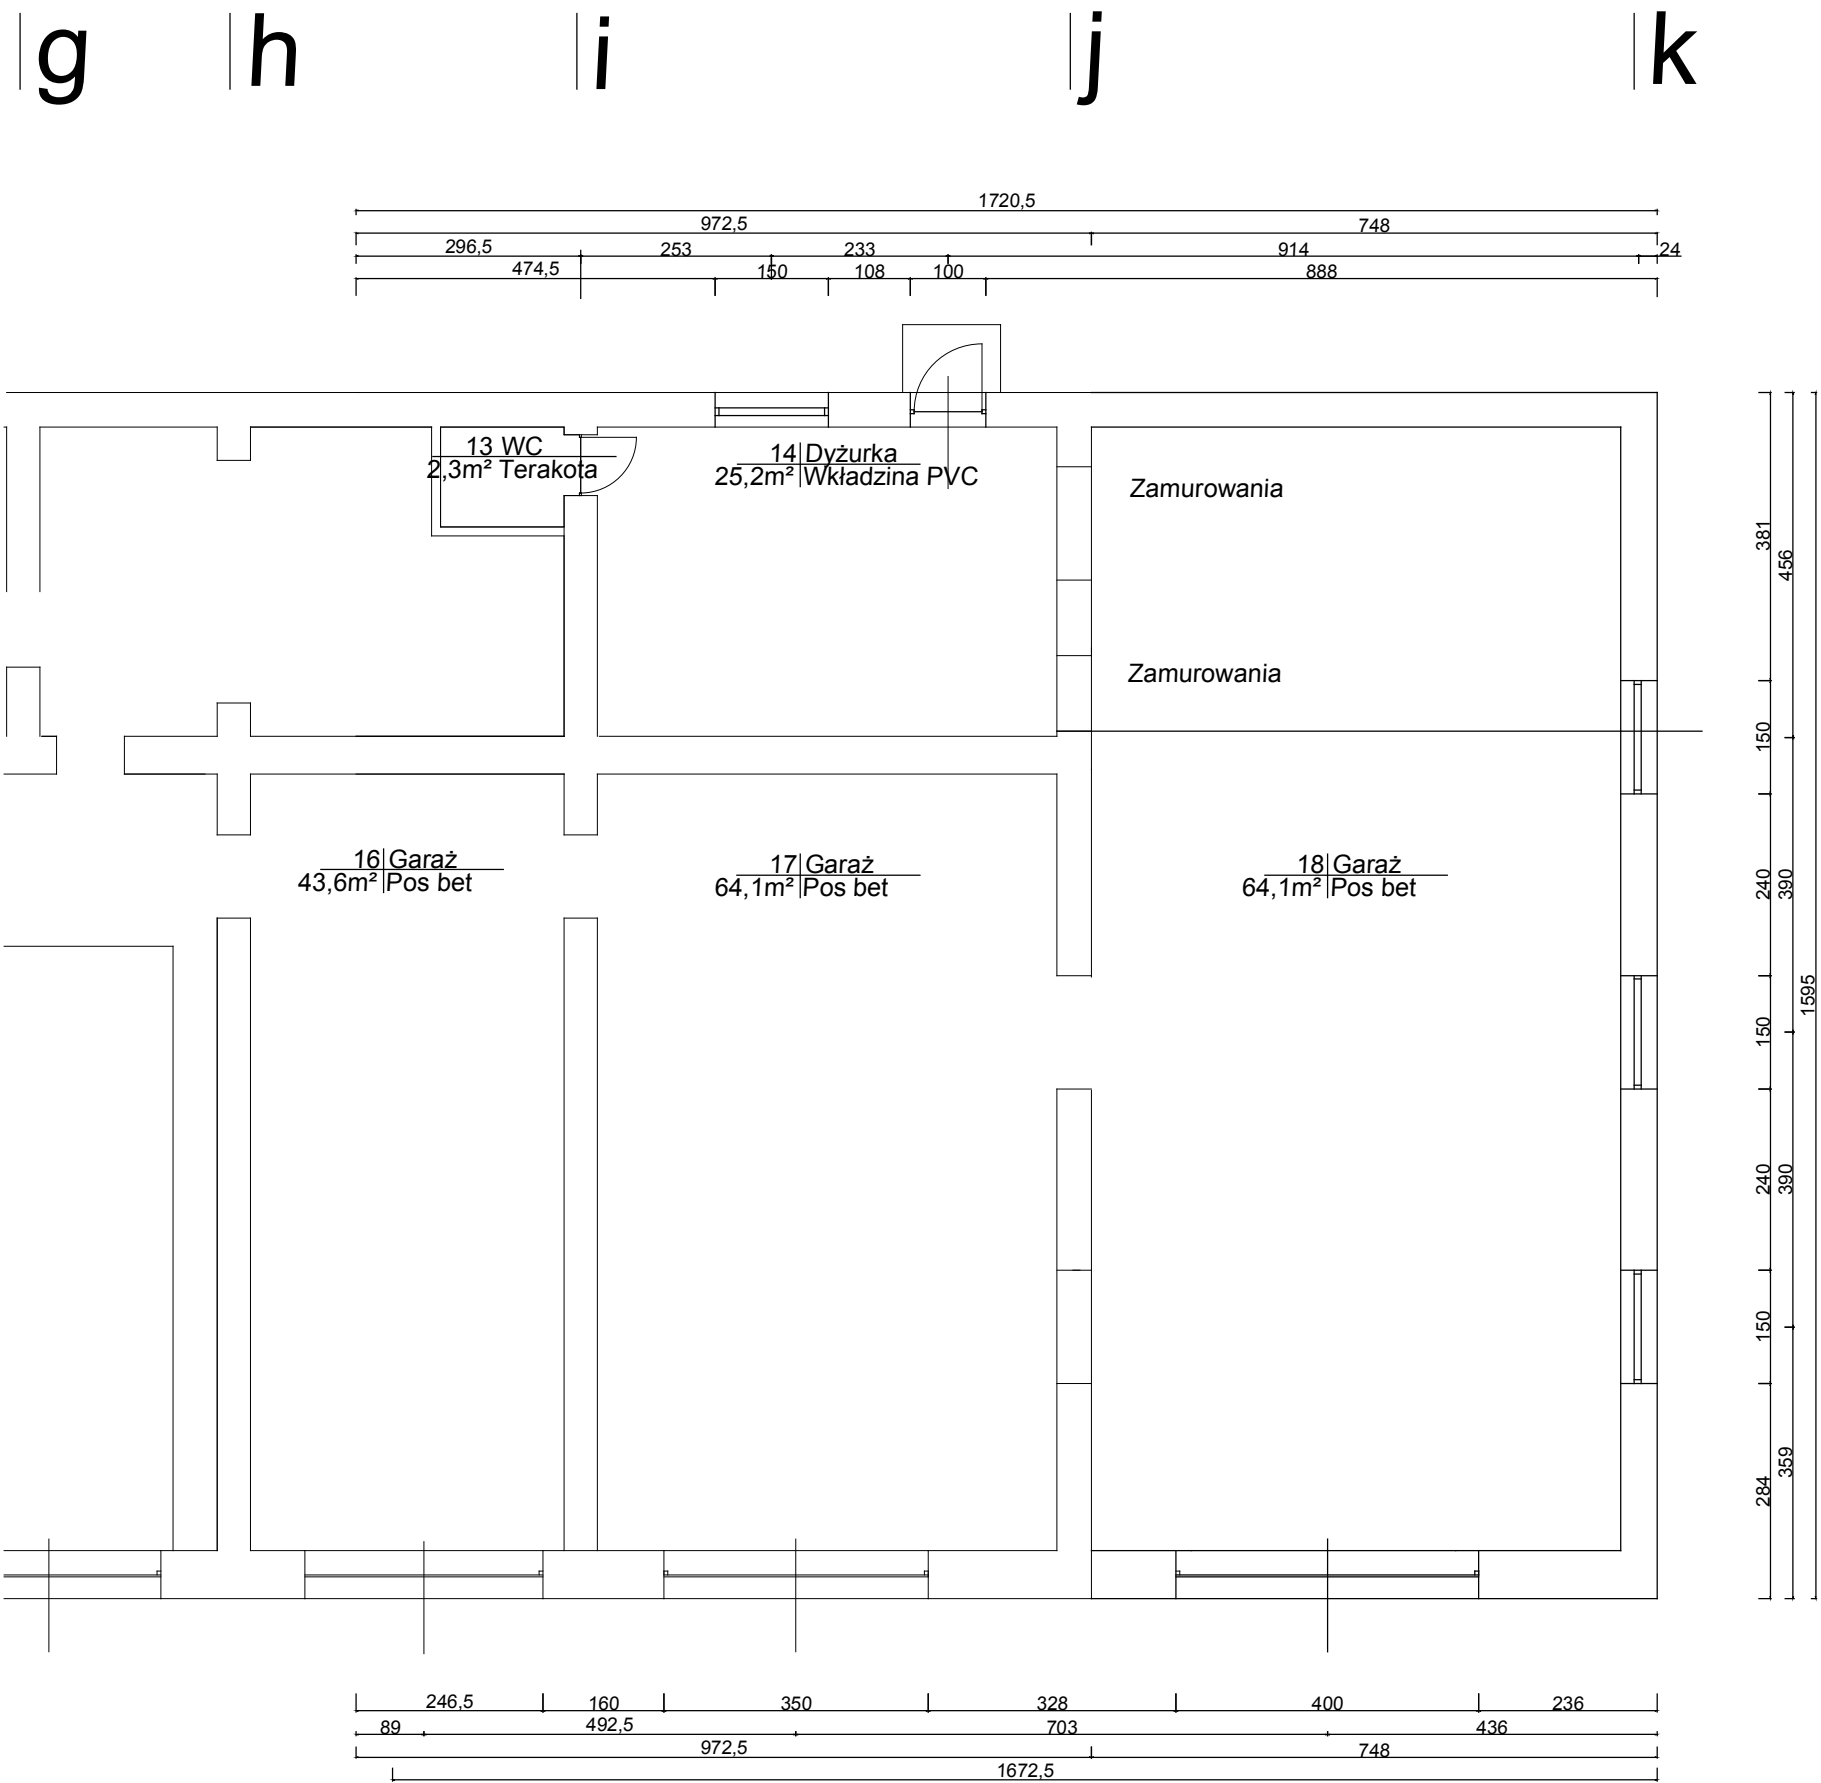 g h i j k
1720,5
972,5 748
296,5 253 233 914 24
474,5 150 108 100 888
13 WC
2,3m² Terakota
14 Dyżurka
25,2m² Wkładzina PVC
Zamurowania
Zamurowania
16 Garaż
43,6m² Pos bet
17 Garaż
64,1m² Pos bet
18 Garaż
64,1m² Pos bet
381
150
240
150
240
150
284
456
390
390
359
1595
246,5 160 350 328 400 236
89 492,5 703 436
972,5 748
1672,5